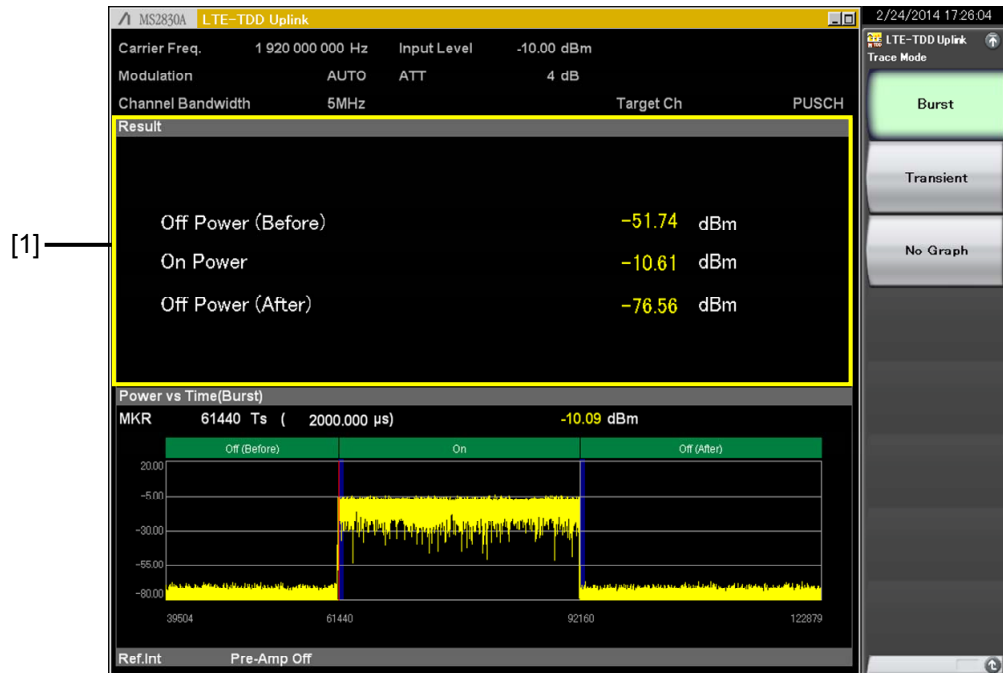 MS2830A LTE-TDD Uplink
2/24/2014 17:26:04
Carrier Freq. 1 920 000 000 Hz Input Level -10.00 dBm
Modulation AUTO ATT 4 dB
Channel Bandwidth 5MHz Target Ch PUSCH
LTE-TDD Uplink
Trace Mode
Burst
Transient
No Graph
Result
Off Power (Before) -51.74 dBm
[1]
On Power -10.61 dBm
Off Power (After) -76.56 dBm
Power vs Time(Burst)
MKR 61440 Ts ( 2000.000 µs) -10.09 dBm
Off (Before) On Off (After)
20.00
-5.00
-30.00
-55.00
-80.00
39504 61440 92160 122879
Ref.Int Pre-Amp Off